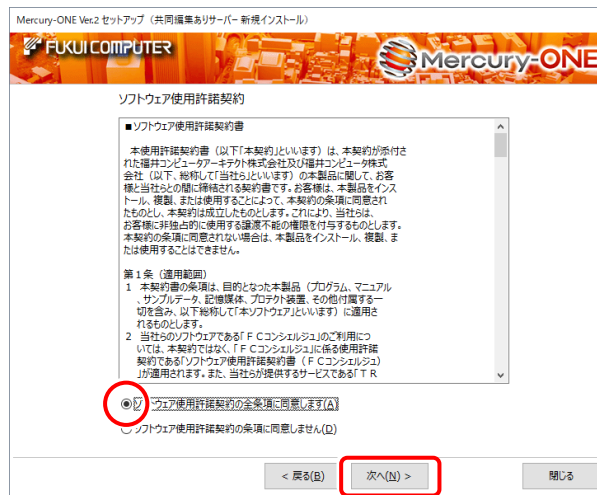 Mercury-ONE Ver.2 セットアップ（共同編集ありサーバー 新規インストール）
FUKUI COMPUTER
Mercury-ONE
ソフトウェア使用許諾契約
■ソフトウェア使用許諾契約書
本使用許諾契約書（以下「本契約」といいます）は、本契約が添付さ
れた福井コンピュータアーキテクト株式会社及び福井コンピュータ株式
会社（以下、総称して「当社ら」といいます）の本製品に関して、お客
様と当社らとの間に締結される契約書です。お客様は、本製品をインス
トール、複製、または使用することによって、本契約の条項に同意され
たものとし、本契約は成立したものとします。これにより、当社らは、
お客様に非独占的に使用する譲渡不能の権限を付与するものとします。
本契約の条項に同意されない場合は、本製品をインストール、複製、ま
たは使用することはできません。
第１条（適用範囲）
1 本契約書の条項は、目的となった本製品（プログラム、マニュアル
、サンプルデータ、記憶媒体、プロテクト装置、その他付属する一
切を含み、以下総称して「本ソフトウェア」といいます）に適用さ
れるものとします。
2 当社らのソフトウェアである「ＦＣコンシェルジュ」のご利用につ
いては、本契約ではなく、「ＦＣコンシェルジュ」に係る使用許諾
契約である「ソフトウェア使用許諾契約書（ＦＣコンシェルジュ）
」が適用されます。また、当社らが提供するサービスである「ＴＲ
ソフトウェア使用許諾契約の全条項に同意します(A)
ソフトウェア使用許諾契約の条項に同意しません(D)
< 戻る(B)
次へ(N) >
閉じる